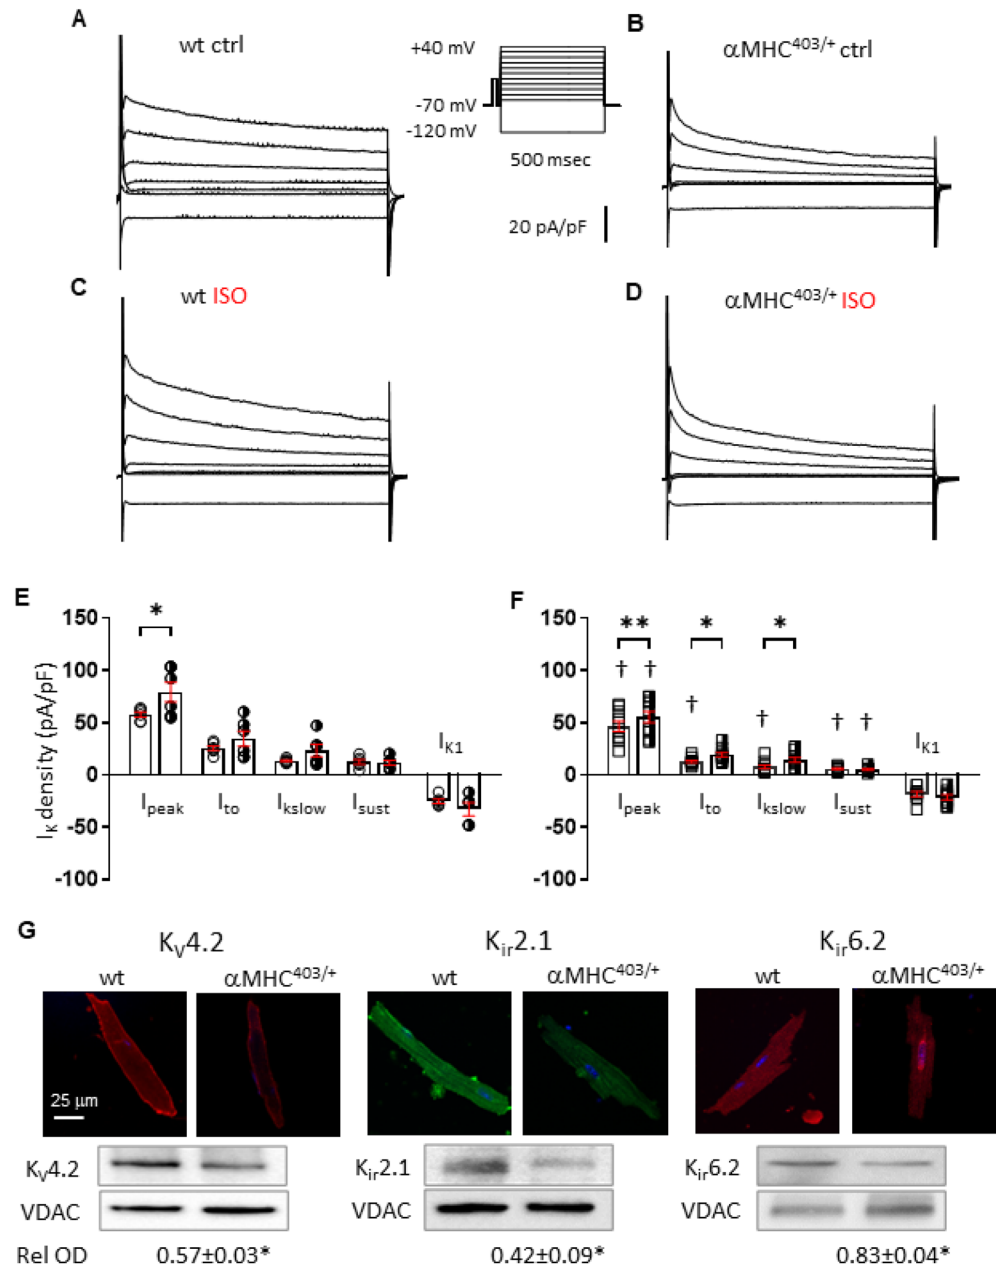 A
wt ctrl
+40 mV
-70 mV
-120 mV
500 msec
20 pA/pF
B
αMHC403/+ ctrl
C
wt ISO
D
αMHC403/+ ISO
E
150
100
50
0
-50
-100
IK density (pA/pF)
*
Ipeak
Ito
Ikslow
Isust
IK1
F
150
100
50
0
-50
-100
** * *
† †
†
†
† †
Ipeak
Ito
Ikslow
Isust
IK1
G
KV4.2
Kir2.1
Kir6.2
wt
αMHC403/+
wt
αMHC403/+
wt
αMHC403/+
25 μm
KV4.2
Kir2.1
Kir6.2
VDAC
VDAC
VDAC
Rel OD
0.57±0.03*
0.42±0.09*
0.83±0.04*